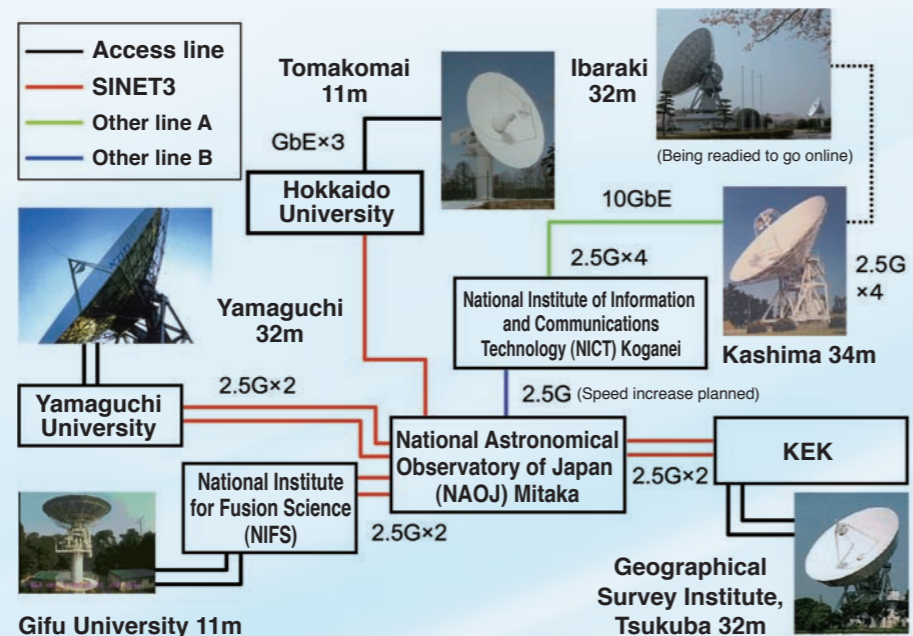 Access line
SINET3
Other line A
Other line B
Tomakomai
11m
Ibaraki
32m
(Being readied to go online)
GbE×3
Hokkaido
University
10GbE
2.5G×4
2.5G
×4
National Institute of Information
and Communications
Technology (NICT) Koganei
Kashima 34m
Yamaguchi
32m
2.5G (Speed increase planned)
2.5G×2
Yamaguchi
University
National Astronomical
Observatory of Japan
(NAOJ) Mitaka
KEK
2.5G×2
National Institute
for Fusion Science
(NIFS)
2.5G×2
Geographical
Survey Institute,
Tsukuba 32m
Gifu University 11m